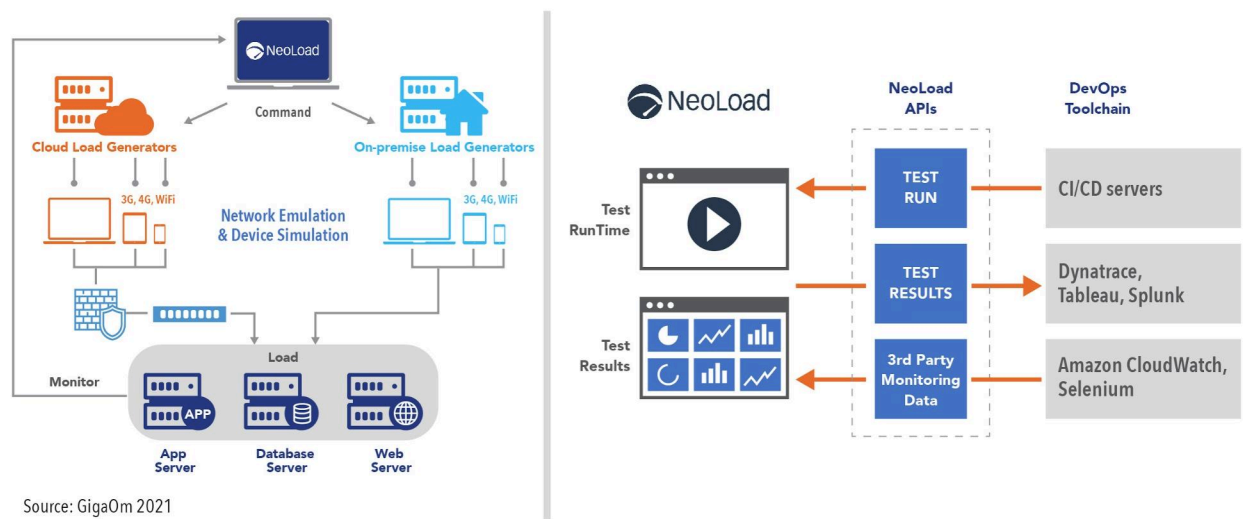 NeoLoad
Command
Cloud Load Generators
On-premise Load Generators
3G, 4G, WiFi
3G, 4G, WiFi
Network Emulation
& Device Simulation
Load
Monitor
APP
App
Server
Database
Server
Web
Server
Source: GigaOm 2021
NeoLoad
NeoLoad
APIs
DevOps
Toolchain
Test
RunTime
TEST
RUN
CI/CD servers
TEST
RESULTS
Dynatrace,
Tableau, Splunk
Test
Results
3rd Party
Monitoring
Data
Amazon CloudWatch,
Selenium